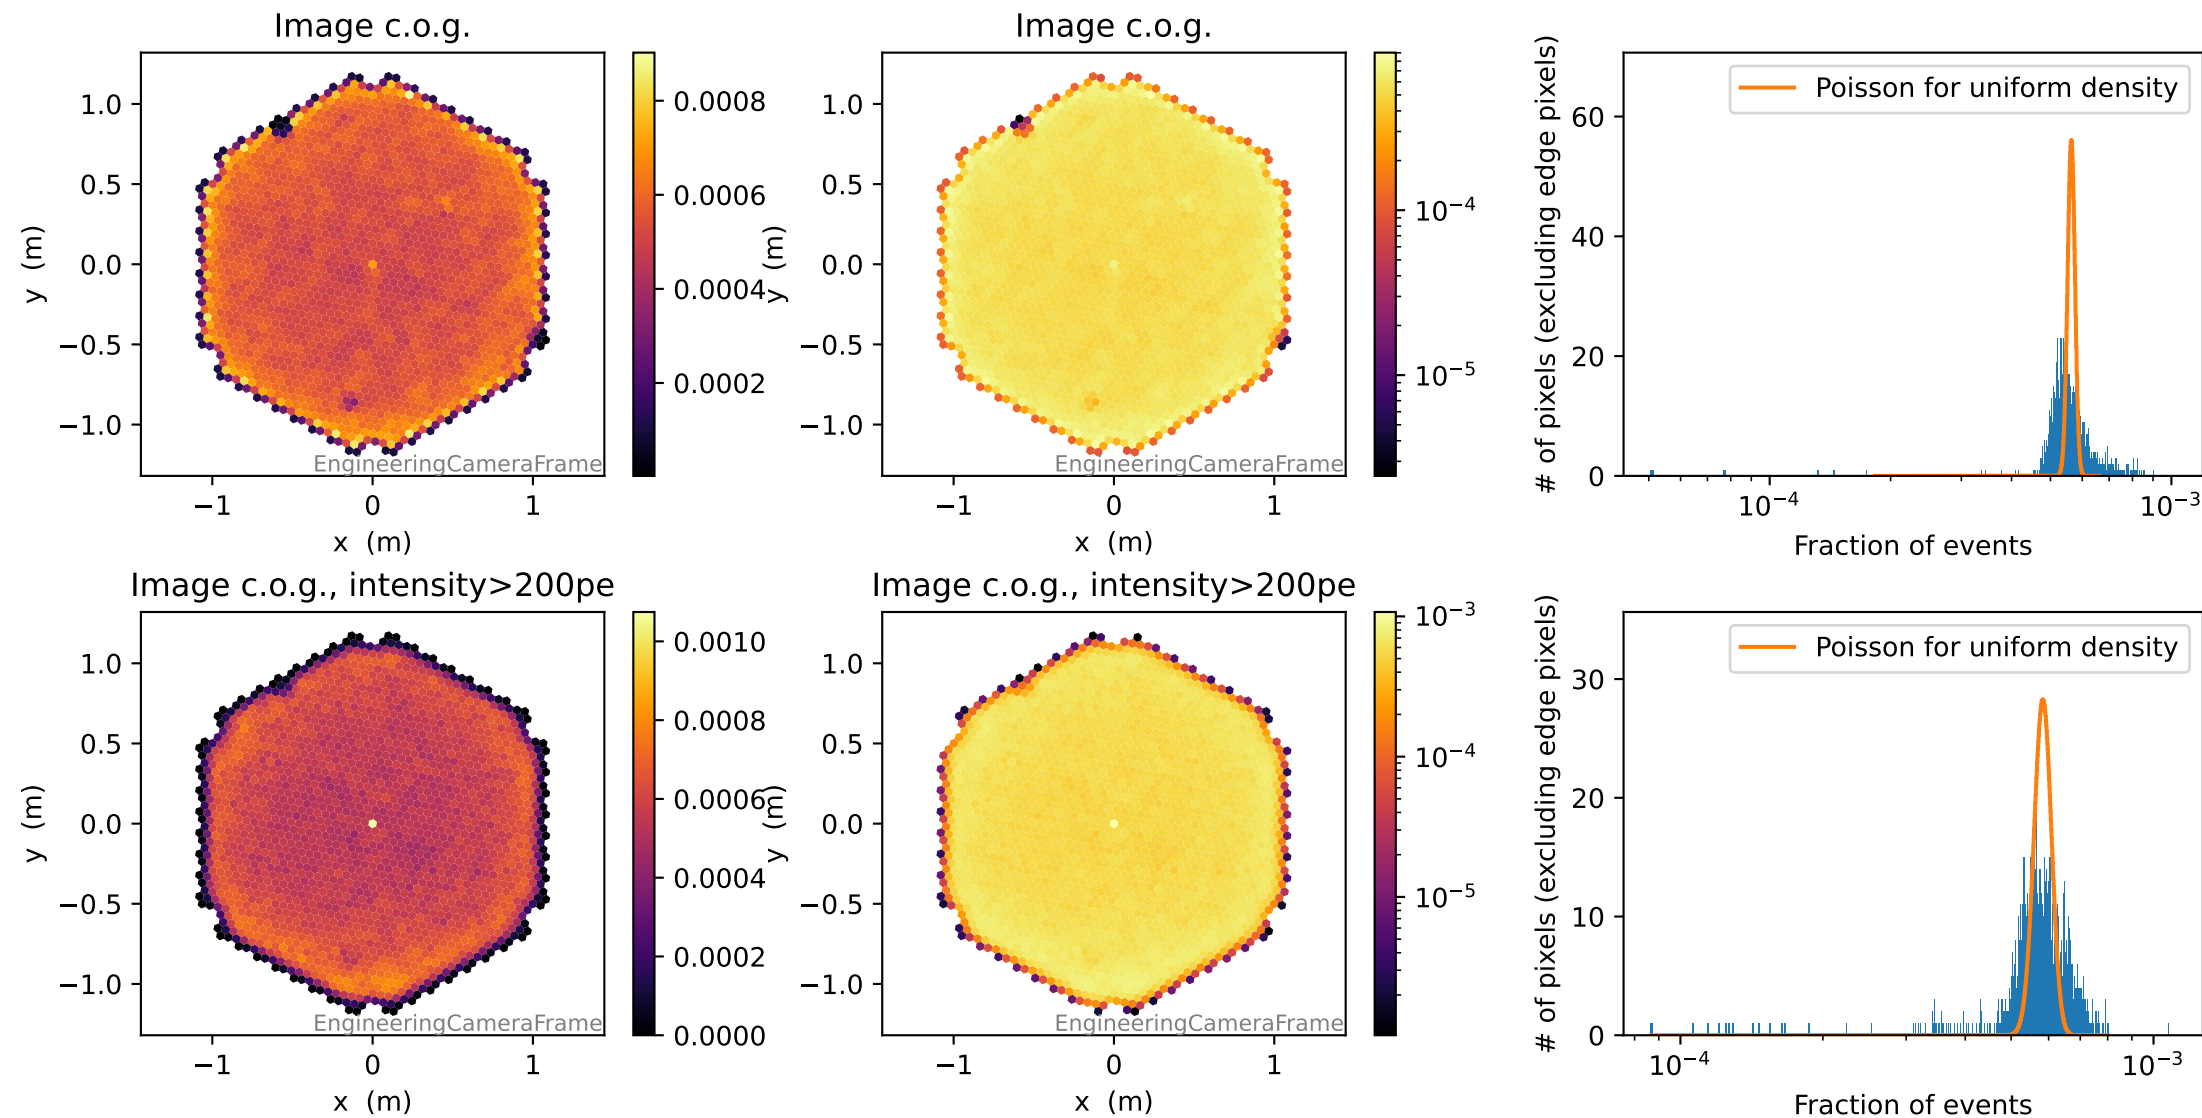 Image c.o.g.
1.0
0.5
0.0
−0.5
−1.0
y (m)
−1
0
1
x (m)
EngineeringCameraFrame
0.0008
0.0006
0.0004
0.0002
Image c.o.g.
1.0
0.5
0.0
−0.5
−1.0
y (m)
−1
0
1
x (m)
EngineeringCameraFrame
10⁻⁴
10⁻⁵
# of pixels (excluding edge pixels)
60
40
20
0
Poisson for uniform density
10⁻⁴
10⁻³
Fraction of events
Image c.o.g., intensity>200pe
1.0
0.5
0.0
−0.5
−1.0
y (m)
−1
0
1
x (m)
EngineeringCameraFrame
0.0010
0.0008
0.0006
0.0004
0.0002
0.0000
Image c.o.g., intensity>200pe
1.0
0.5
0.0
−0.5
−1.0
y (m)
−1
0
1
x (m)
EngineeringCameraFrame
10⁻³
10⁻⁴
10⁻⁵
# of pixels (excluding edge pixels)
30
20
10
0
Poisson for uniform density
10⁻⁴
10⁻³
Fraction of events